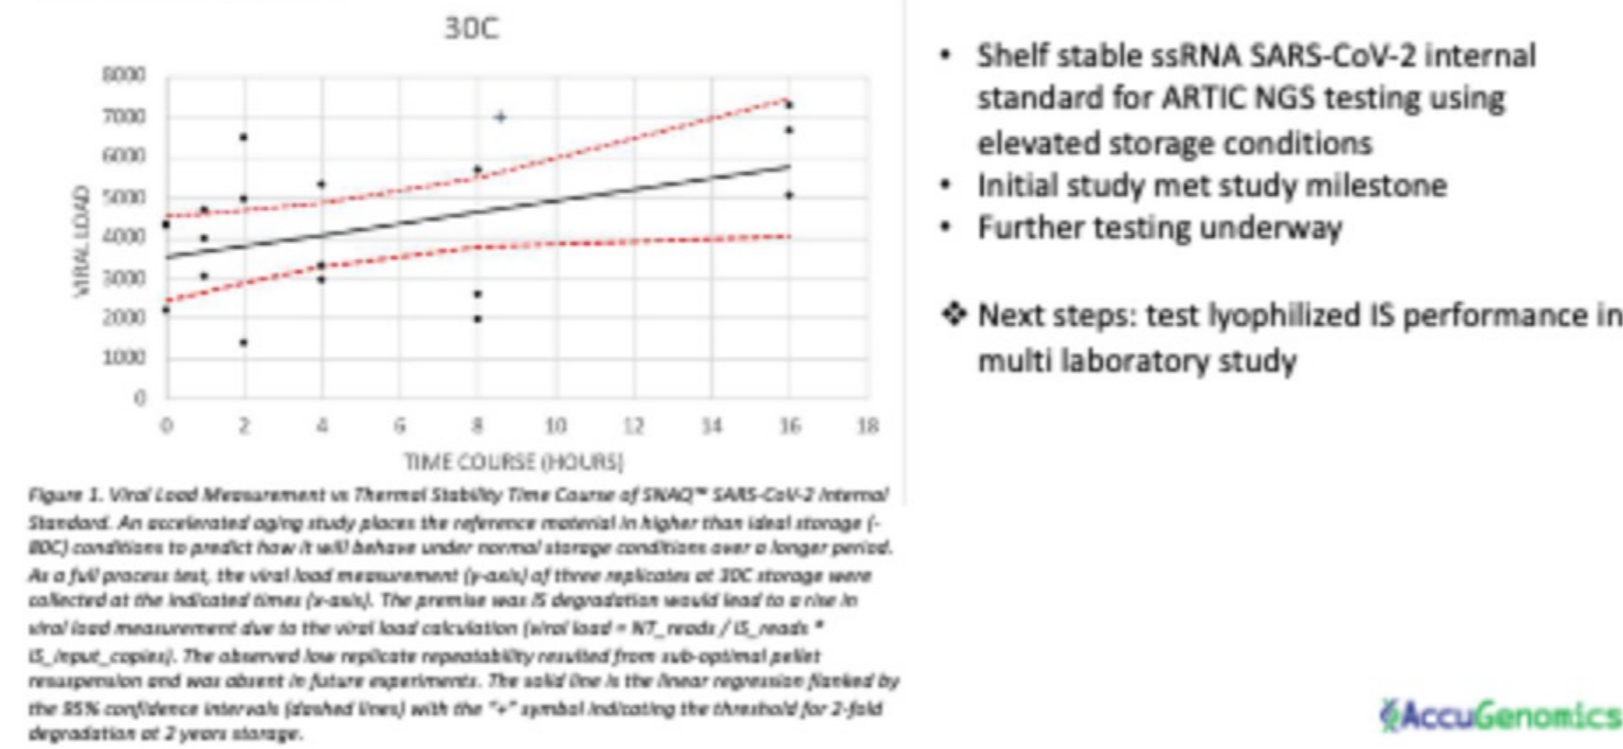 30C
8000
7000
6000
5000
4000
3000
2000
1000
0
VIRAL LOAD
0 2 4 6 8 10 12 14 16 18
TIME COURSE (HOURS)
Figure 1. Viral Load Measurement vs Thermal Stability Time Course of SNAQ™ SARS-CoV-2 Internal
Standard. An accelerated aging study places the reference material in higher than ideal storage (-
80C) conditions to predict how it will behave under normal storage conditions over a longer period.
As a full process test, the viral load measurement (y-axis) of three replicates at 30C storage were
collected at the indicated times (x-axis). The premise was IS degradation would lead to a rise in
viral load measurement due to the viral load calculation (viral load = NT_reads / IS_reads *
IS_input_copies). The observed low replicate repeatability resulted from sub-optimal pellet
resuspension and was absent in future experiments. The solid line is the linear regression flanked by
the 95% confidence intervals (dashed lines) with the "+" symbol indicating the threshold for 2-fold
degradation at 2 years storage.
• Shelf stable ssRNA SARS-CoV-2 internal
standard for ARTIC NGS testing using
elevated storage conditions
• Initial study met study milestone
• Further testing underway
❖ Next steps: test lyophilized IS performance in
multi laboratory study
AccuGenomics